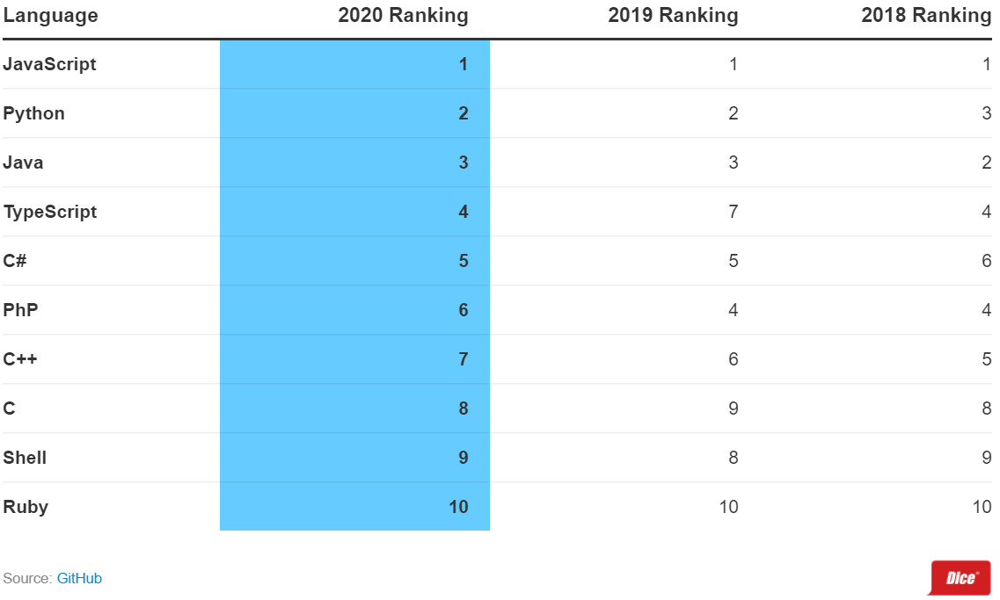 Language 2020 Ranking 2019 Ranking 2018 Ranking
JavaScript 1 1 1
Python 2 2 3
Java 3 3 2
TypeScript 4 7 4
C# 5 5 6
PhP 6 4 4
C++ 7 6 5
C 8 9 8
Shell 9 8 9
Ruby 10 10 10
Source: GitHub
Dice®